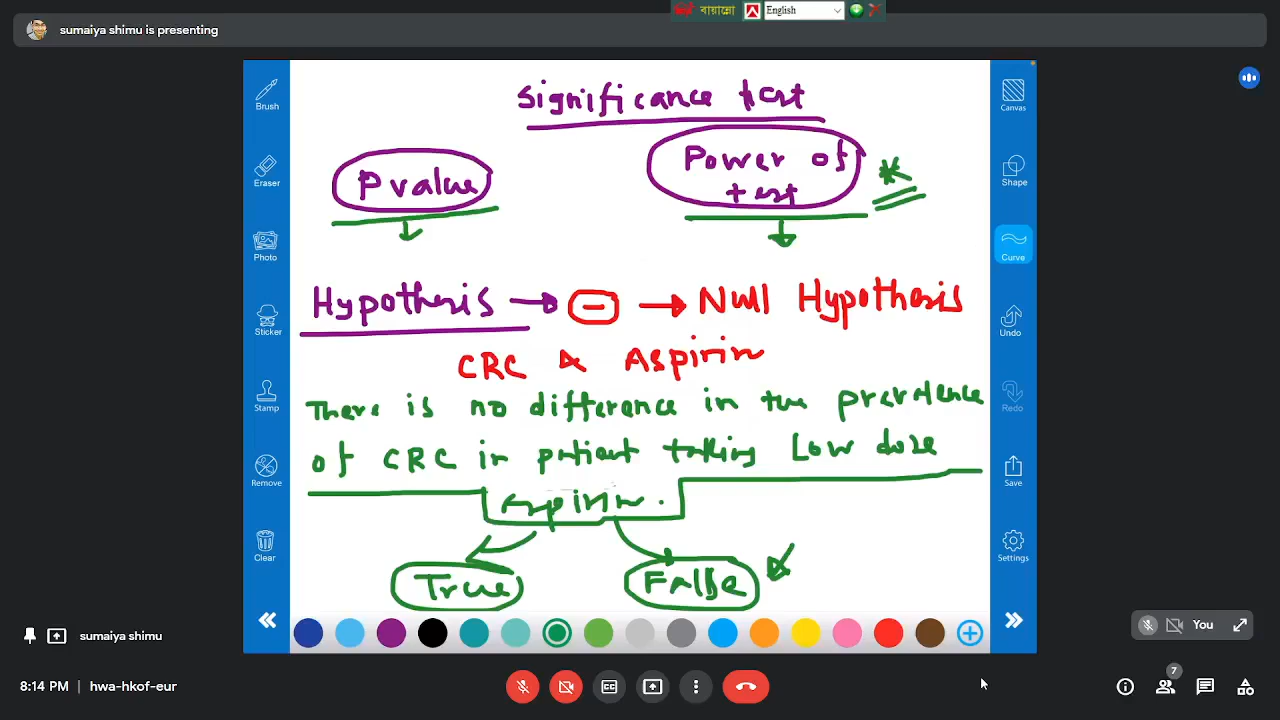 বায়ান্নো English
sumaiya shimu is presenting
Significance test
P value
Power of
test
*
Hypothesis → - → Null Hypothesis
CRC & Aspirin
There is no difference in the prevelence
of CRC in patient taking Low dose
Aspirin.
True
False
Brush
Eraser
Photo
Sticker
Stamp
Remove
Clear
Canvas
Shape
Curve
Undo
Redo
Save
Settings
sumaiya shimu
You
8:14 PM | hwa-hkof-eur
7